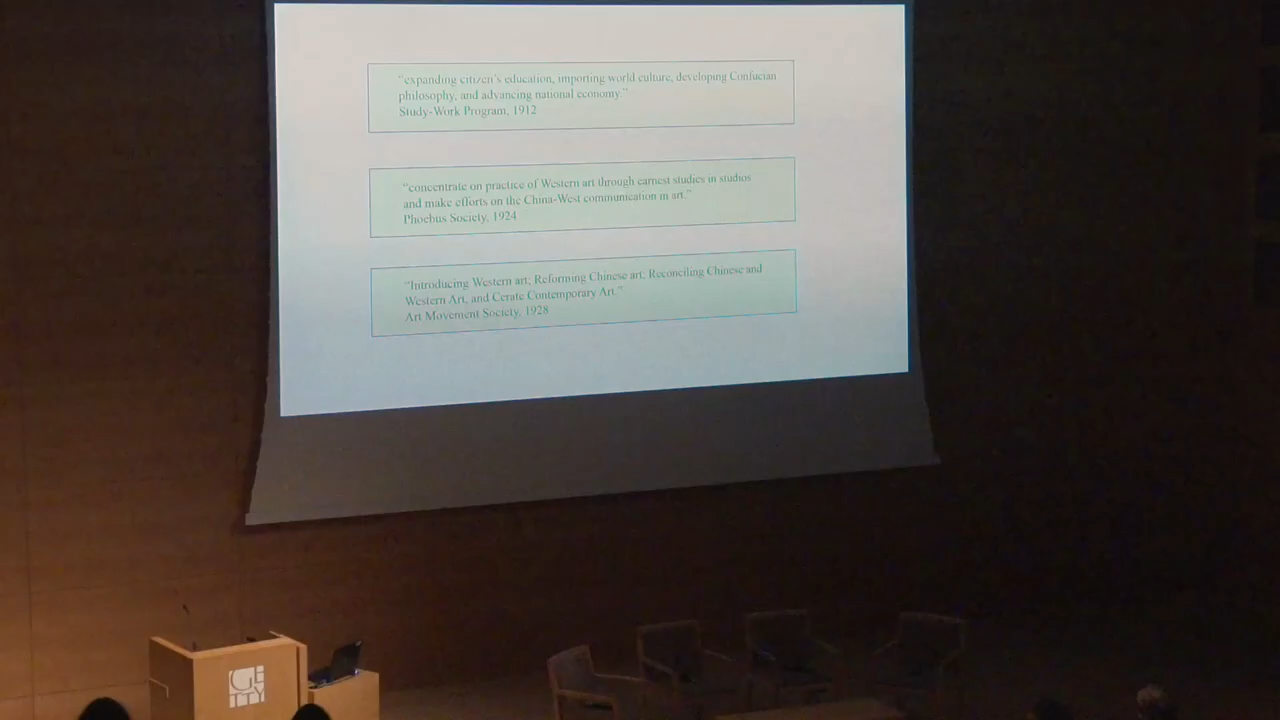 “expanding citizen’s education, importing world culture, developing Confucian
philosophy, and advancing national economy.”
Study-Work Program, 1912
“concentrate on practice of Western art through earnest studies in studios
and make efforts on the China-West communication in art.”
Phoebus Society, 1924
“Introducing Western art; Reforming Chinese art; Reconciling Chinese and
Western Art, and Cerate Contemporary Art.”
Art Movement Society, 1928
GE
TTY